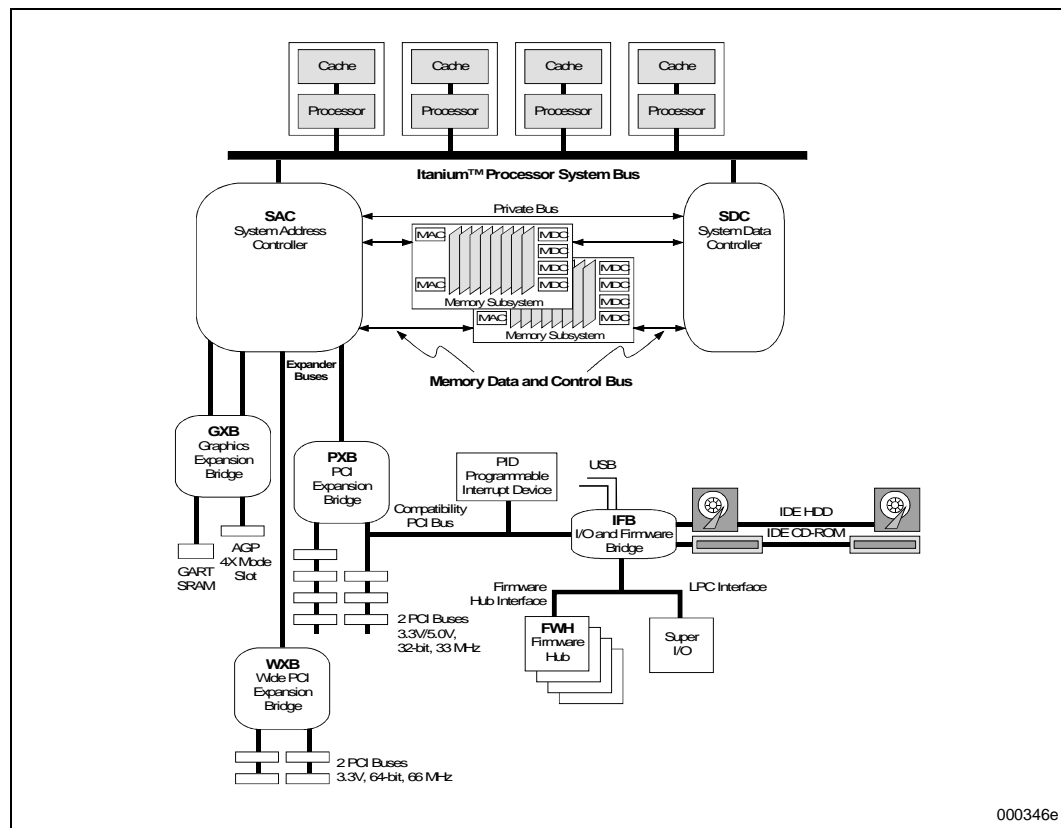 Cache
Cache
Cache
Cache
Processor
Processor
Processor
Processor
Itanium™ Processor System Bus
SAC
System Address
Controller
Private Bus
SDC
System Data
Controller
MAC
MAC
MDC
MDC
MDC
MDC
Memory Subsystem
MAC
MDC
MDC
MDC
MDC
Memory Subsystem
Memory Data and Control Bus
Expander
Buses
GXB
Graphics
Expansion
Bridge
PXB
PCI
Expansion
Bridge
PID
Programmable
Interrupt Device
USB
Compatibility
PCI Bus
IFB
I/O and Firmware
Bridge
IDE HDD
IDE CD-ROM
GART
SRAM
AGP
4X Mode
Slot
2 PCI Buses
3.3V/5.0V,
32-bit, 33 MHz
Firmware
Hub Interface
LPC Interface
FWH
Firmware
Hub
Super
I/O
WXB
Wide PCI
Expansion
Bridge
2 PCI Buses
3.3V, 64-bit, 66 MHz
000346e